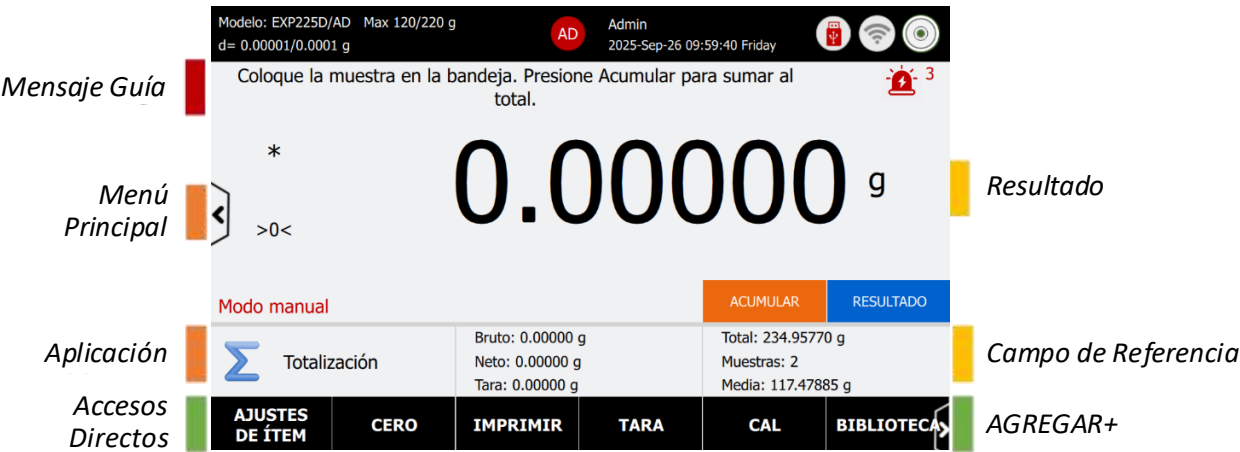 Modelo: EXP225D/AD Max 120/220 g
d= 0.00001/0.0001 g
AD
Admin
2025-Sep-26 09:59:40 Friday
Mensaje Guía
Coloque la muestra en la bandeja. Presione Acumular para sumar al
total.
3
*
0.00000 g
>0<
Menú
Principal
Resultado
Modo manual
ACUMULAR
RESULTADO
Aplicación
Σ Totalización
Bruto: 0.00000 g
Neto: 0.00000 g
Tara: 0.00000 g
Total: 234.95770 g
Muestras: 2
Media: 117.47885 g
Campo de Referencia
Accesos
Directos
AJUSTES
DE ÍTEM
CERO
IMPRIMIR
TARA
CAL
BIBLIOTECA
AGREGAR+